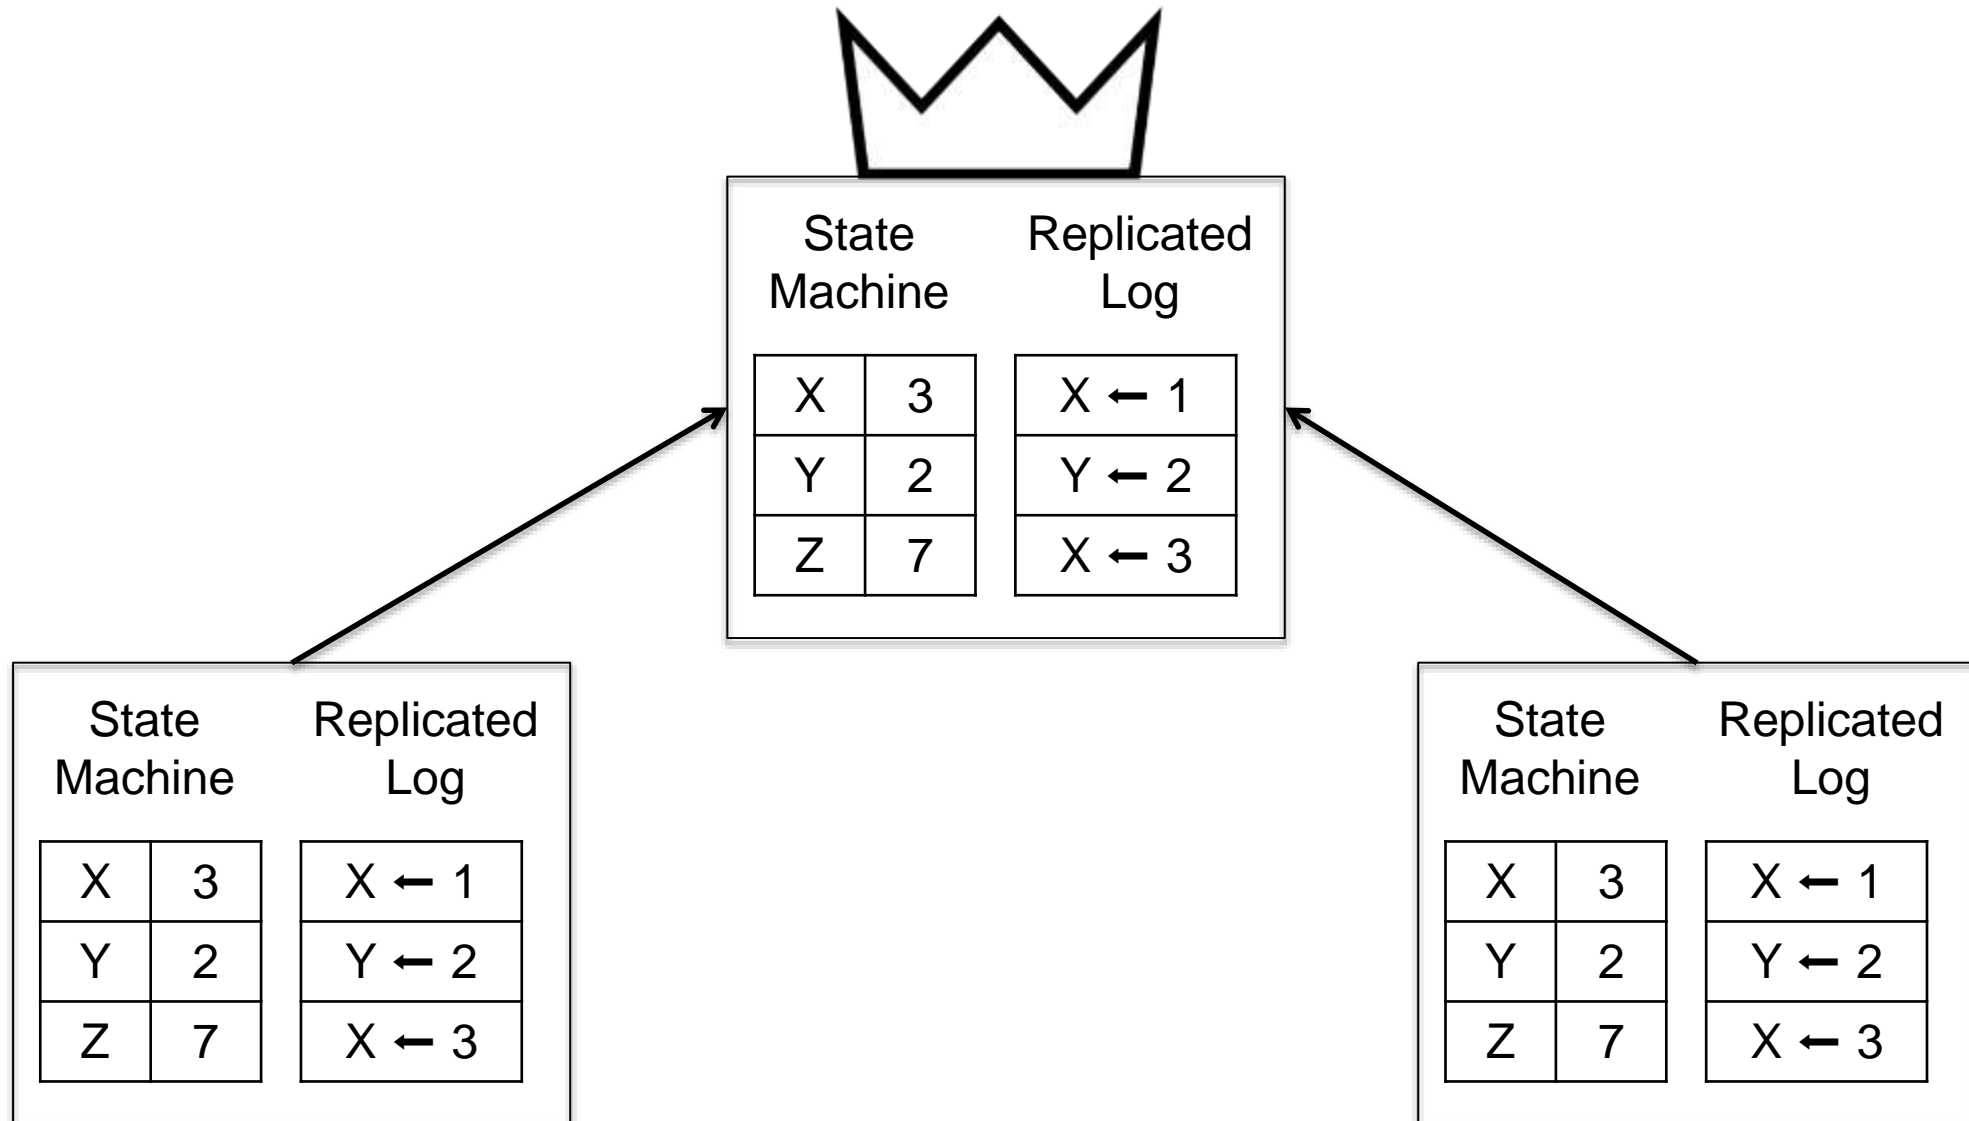 State Machine
Replicated Log
X 3
Y 2
Z 7
X ← 1
Y ← 2
X ← 3
State Machine
Replicated Log
X 3
Y 2
Z 7
X ← 1
Y ← 2
X ← 3
State Machine
Replicated Log
X 3
Y 2
Z 7
X ← 1
Y ← 2
X ← 3